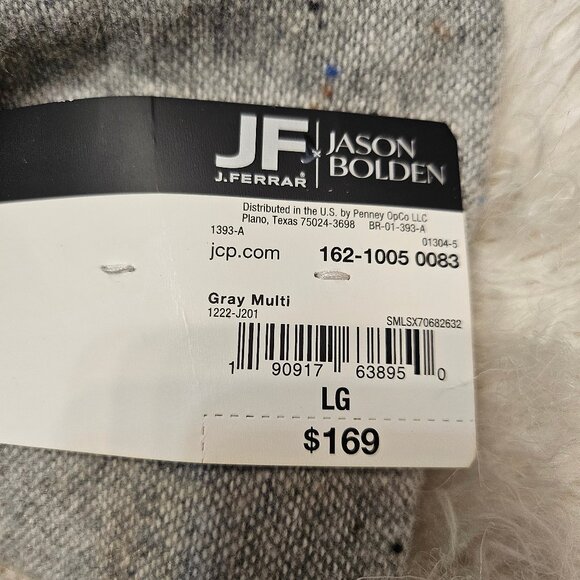 JF | JASON BOLDEN
J.FERRAR®
Distributed in the U.S. by Penney OpCo LLC
Plano, Texas 75024-3698 BR-01-393-A
1393-A 01304-5
jcp.com 162-1005 0083
Gray Multi
1222-J201 SMLSX70682632
1 90917 63895 0
LG
$169